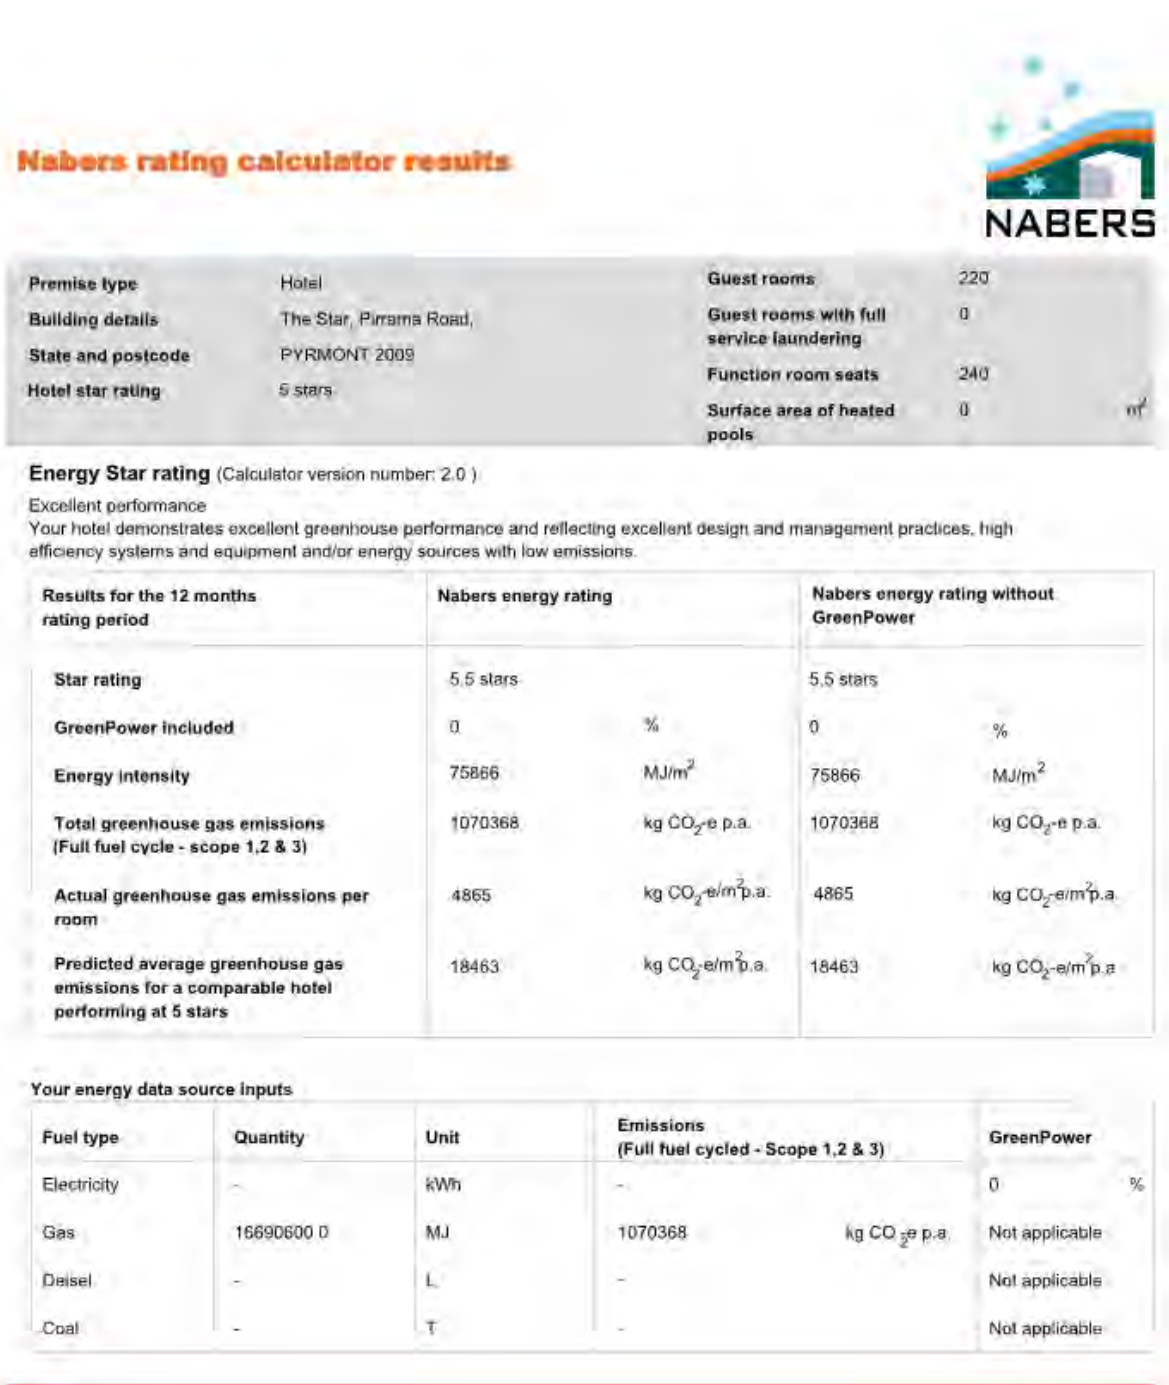 NABERS
Nabers rating calculator results
Premise type Hotel
Building details The Star, Pirrama Road,
State and postcode PYRMONT 2009
Hotel star rating 5 stars
Guest rooms 220
Guest rooms with full 0
service laundering
Function room seats 240
Surface area of heated 0 m²
pools
Energy Star rating (Calculator version number: 2.0 )
Excellent performance
Your hotel demonstrates excellent greenhouse performance and reflecting excellent design and management practices, high
efficiency systems and equipment and/or energy sources with low emissions.
Results for the 12 months Nabers energy rating Nabers energy rating without
rating period GreenPower
Star rating 5.5 stars 5.5 stars
GreenPower included 0 % 0 %
Energy intensity 75866 MJ/m² 75866 MJ/m²
Total greenhouse gas emissions 1070368 kg CO₂-e p.a. 1070368 kg CO₂-e p.a.
(Full fuel cycle - scope 1,2 & 3)
Actual greenhouse gas emissions per 4865 kg CO₂-e/m²p.a. 4865 kg CO₂-e/m²p.a.
room
Predicted average greenhouse gas 18463 kg CO₂-e/m²p.a. 18463 kg CO₂-e/m²p.a
emissions for a comparable hotel
performing at 5 stars
Your energy data source inputs
Fuel type Quantity Unit Emissions GreenPower
(Full fuel cycled - Scope 1,2 & 3)
Electricity - kWh - 0 %
Gas 16690600 0 MJ 1070368 kg CO₂-e p.a. Not applicable
Deisel - L - Not applicable
Coal - T - Not applicable